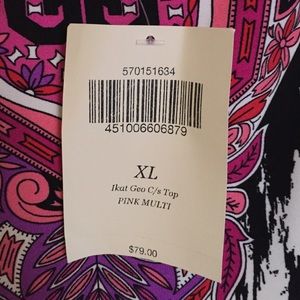 570151634
451006606879
XL
Ikat Geo C/s Top
PINK MULTI
$79.00